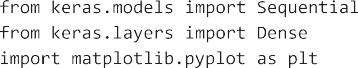 from keras.models import Sequential
from keras.layers import Dense
import matplotlib.pyplot as plt